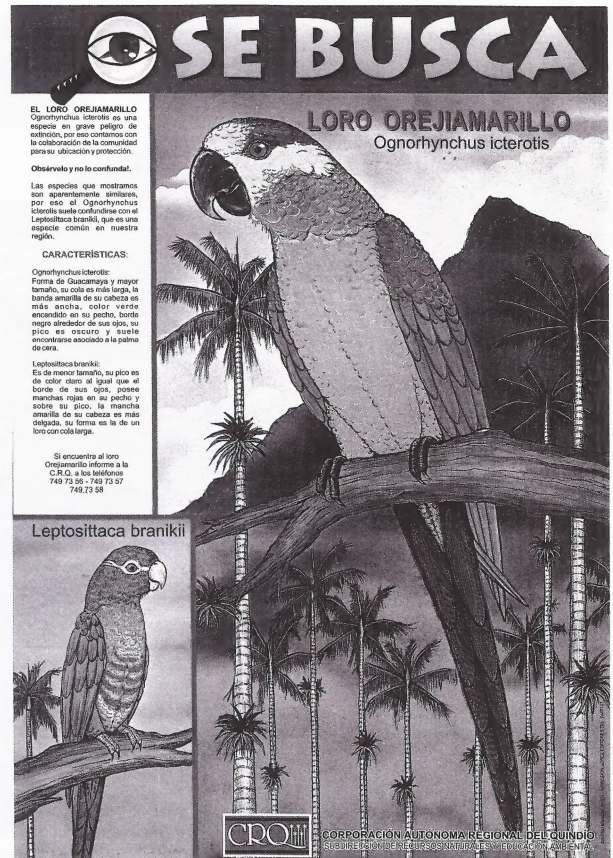 SE BUSCA
EL LORO OREJIAMARILLO
Ognorhynchus icterotis es una
especie en grave peligro de
extinción, por eso contamos con
la colaboración de la comunidad
para su ubicación y protección.
Obsérvelo y no lo confunda!.
Las especies que mostramos
son aparentemente similares,
por eso el Ognorhynchus
icterotis suele confundirse con el
Leptosittaca branikii, que es una
especie común en nuestra
región.
CARACTERÍSTICAS:
Ognorhynchus icterotis:
Forma de Guacamaya y mayor
tamaño, su cola es más larga, la
banda amarilla de su cabeza es
más ancha, color verde
encendido en su pecho, borde
negro alrededor de sus ojos, su
pico es oscuro y suele
encontrarse asociado a la palma
de cera.
Leptosittaca branikii:
Es de menor tamaño, su pico es
de color claro al igual que el
borde de sus ojos, posee
manchas rojas en su pecho y
sobre su pico, la mancha
amarilla de su cabeza es más
delgada, su forma es la de un
loro con cola larga.
Si encuentra al loro
Orejiamarillo informe a la
C.R.Q. a los teléfonos
749 73 56 - 749 73 57
749 73 58
LORO OREJIAMARILLO
Ognorhynchus icterotis
Leptosittaca branikii
CRQ
CORPORACIÓN AUTÓNOMA REGIONAL DEL QUINDÍO
SUBDIRECCIÓN DE RECURSOS NATURALES Y EDUCACIÓN AMBIENTAL